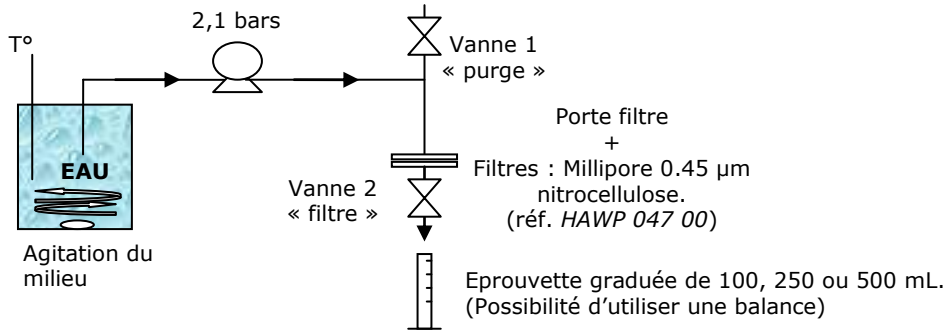 2,1 bars
T°
Vanne 1
« purge »
EAU
Porte filtre
+
Filtres : Millipore 0.45 µm
nitrocellulose.
(réf. HAWP 047 00)
Vanne 2
« filtre »
Agitation du
milieu
Eprouvette graduée de 100, 250 ou 500 mL.
(Possibilité d’utiliser une balance)